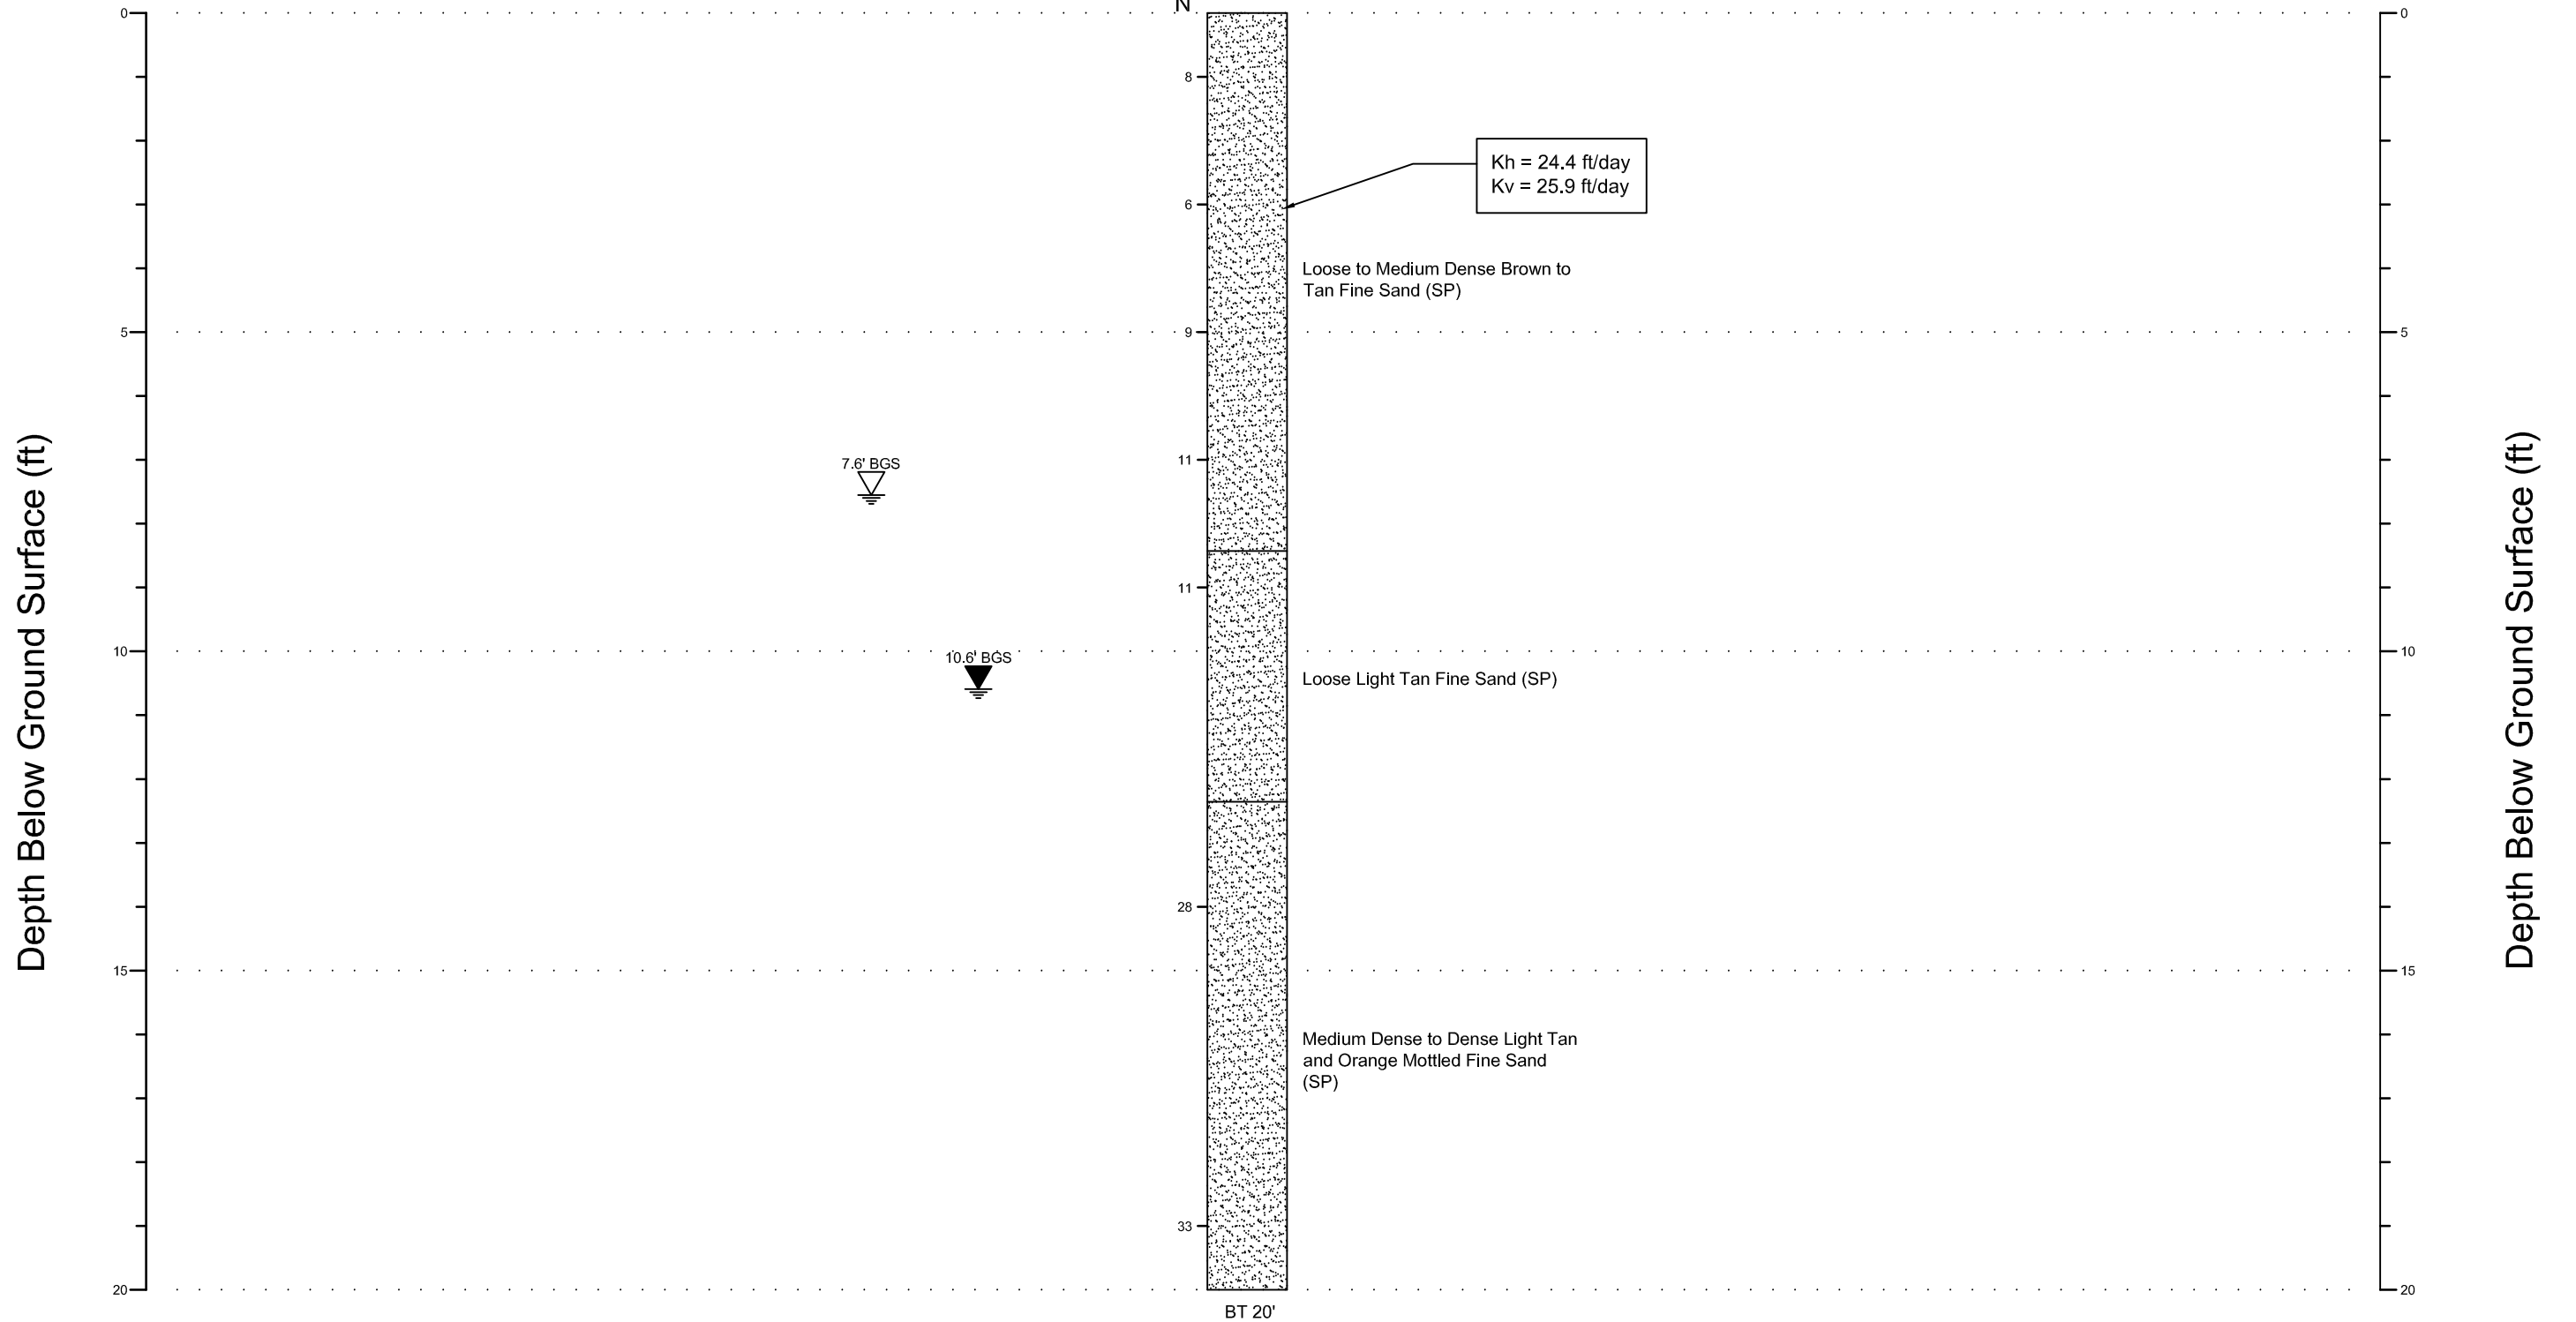 N
0
0
8
Kh = 24.4 ft/day
Kv = 25.9 ft/day
6
Loose to Medium Dense Brown to
Tan Fine Sand (SP)
5
9
5
Depth Below Ground Surface (ft)
Depth Below Ground Surface (ft)
7.6' BGS
11
11
10
10
10.6' BGS
Loose Light Tan Fine Sand (SP)
28
15
15
Medium Dense to Dense Light Tan
and Orange Mottled Fine Sand
(SP)
33
20
20
BT 20'